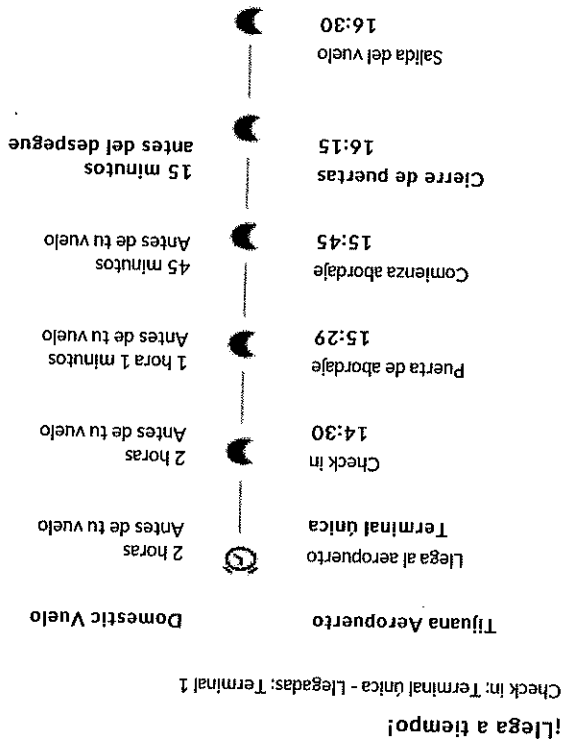 ¡Llega a tiempo!
Check in: Terminal única - Llegadas: Terminal 1
Tijuana Aeropuerto
Domestic Vuelo
Llega al aeropuerto
Terminal única
2 horas
Antes de tu vuelo
Check in
14:30
2 horas
Antes de tu vuelo
Puerta de abordaje
15:29
1 hora 1 minutos
Antes de tu vuelo
Comienza abordaje
15:45
45 minutos
Antes de tu vuelo
Cierre de puertas
16:15
15 minutos
antes del despegue
Salida del vuelo
16:30